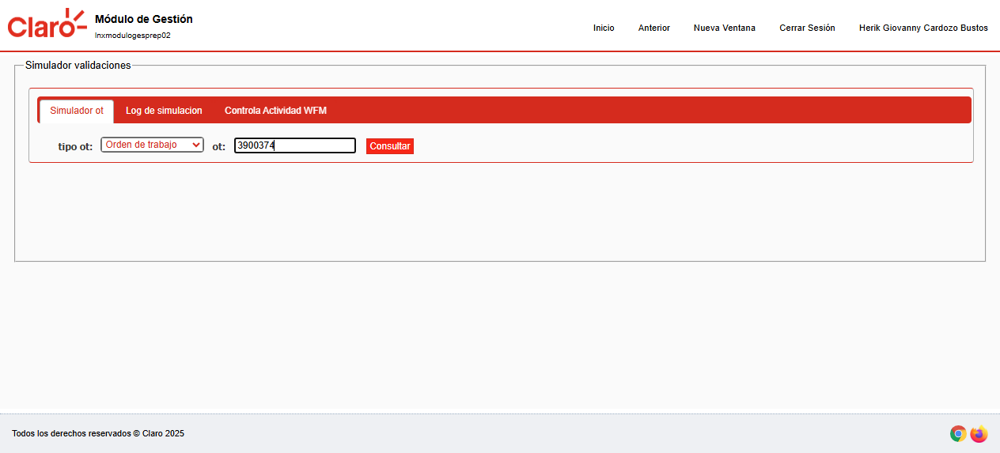 Claro
Módulo de Gestión
lnxmodulogesprep02
Inicio Anterior Nueva Ventana Cerrar Sesión Herik Giovanny Cardozo Bustos
Simulador validaciones
Simulador ot Log de simulacion Controla Actividad WFM
tipo ot: Orden de trabajo ot: 3900374 Consultar
Todos los derechos reservados © Claro 2025